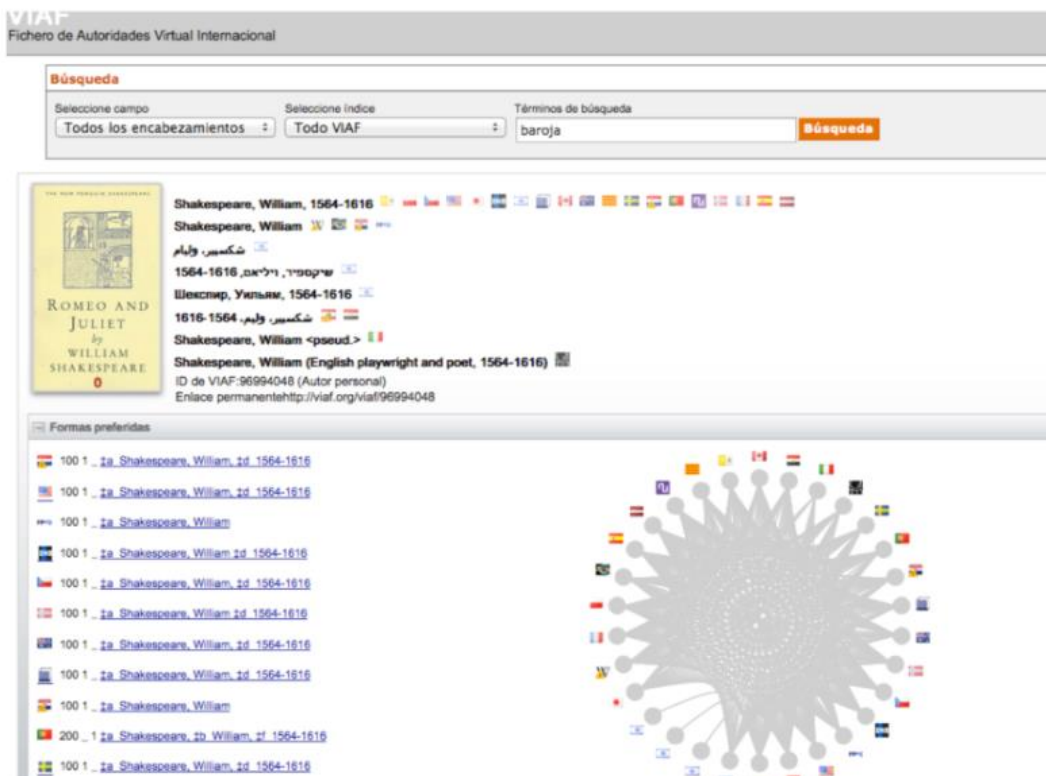 VIAF
Fichero de Autoridades Virtual Internacional
Búsqueda
Seleccione campo
Seleccione índice
Términos de búsqueda
Todos los encabezamientos
Todo VIAF
baroja
Búsqueda
THE NEW PENGUIN SHAKESPEARE
ROMEO AND
JULIET
by
WILLIAM
SHAKESPEARE
0
Shakespeare, William, 1564-1616
Shakespeare, William
شكسبير، وليام
שיקספיר, ויליאם, 1564-1616
Шекспир, Уильям, 1564-1616
شكسبير، وليم، 1564-1616
Shakespeare, William <pseud.>
Shakespeare, William (English playwright and poet, 1564-1616)
ID de VIAF:96994048 (Autor personal)
Enlace permanentehttp://viaf.org/viaf/96994048
Formas preferidas
100 1 _ ‡a Shakespeare, William, ‡d 1564-1616
100 1 _ ‡a Shakespeare, William, ‡d 1564-1616
100 1 _ ‡a Shakespeare, William
100 1 _ ‡a Shakespeare, William ‡d 1564-1616
100 1 _ ‡a Shakespeare, William, ‡d 1564-1616
100 1 _ ‡a Shakespeare, William ‡d 1564-1616
100 1 _ ‡a Shakespeare, William, ‡d 1564-1616
100 1 _ ‡a Shakespeare, William, ‡d 1564-1616
100 1 _ ‡a Shakespeare, William
200 _ 1 ‡a Shakespeare, ‡b William, ‡f 1564-1616
100 1 _ ‡a Shakespeare, William, ‡d 1564-1616